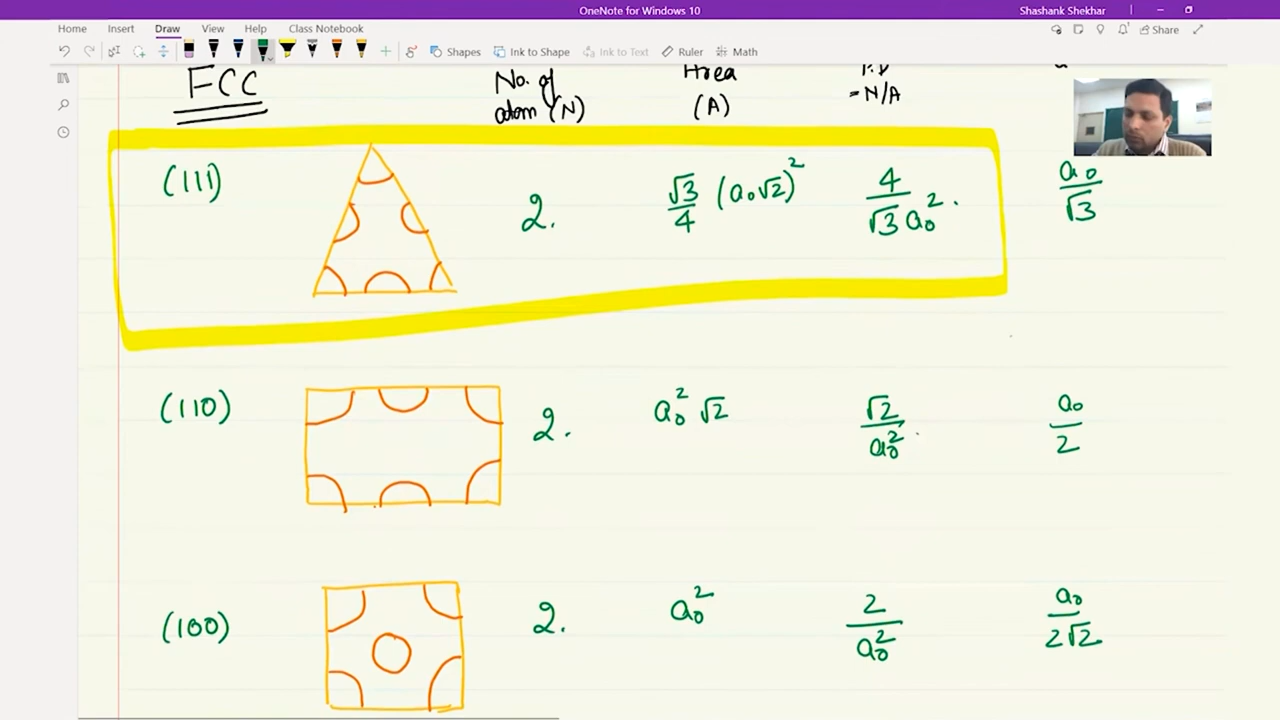 OneNote for Windows 10
Shashank Shekhar
Home Insert Draw View Help Class Notebook
Shapes Ink to Shape Ink to Text Ruler Math Share
FCC No. of atom (N) Area (A) = N/A
(111) 2. √3/4 (a₀√2)² 4/√3a₀². a₀/√3
(110) 2. a₀²√2 √2/a₀² a₀/2
(100) 2. a₀² 2/a₀² a₀/2√2